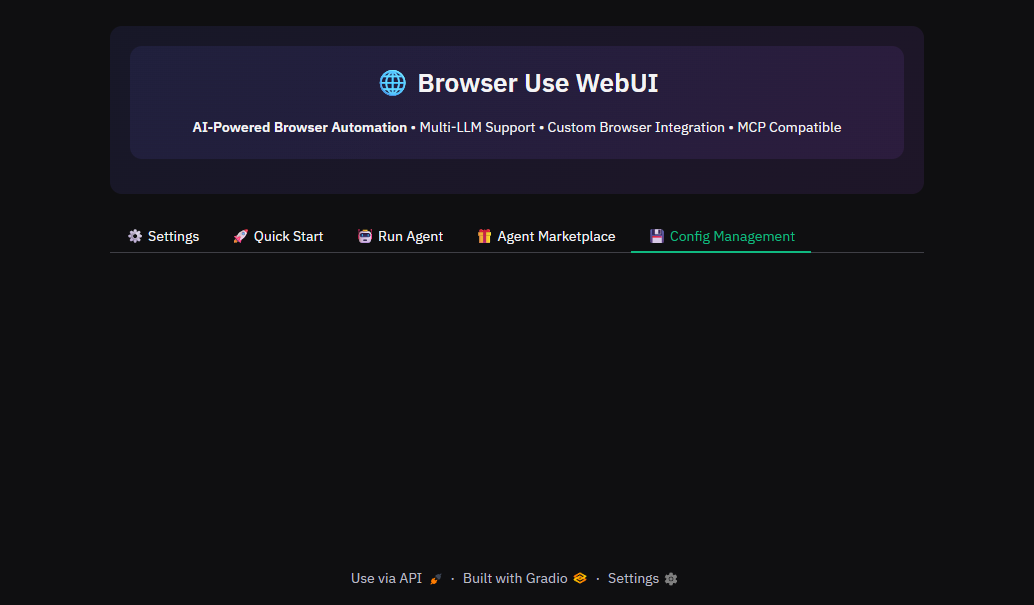 Browser Use WebUI
AI-Powered Browser Automation • Multi-LLM Support • Custom Browser Integration • MCP Compatible
Settings Quick Start Run Agent Agent Marketplace Config Management
Use via API · Built with Gradio · Settings